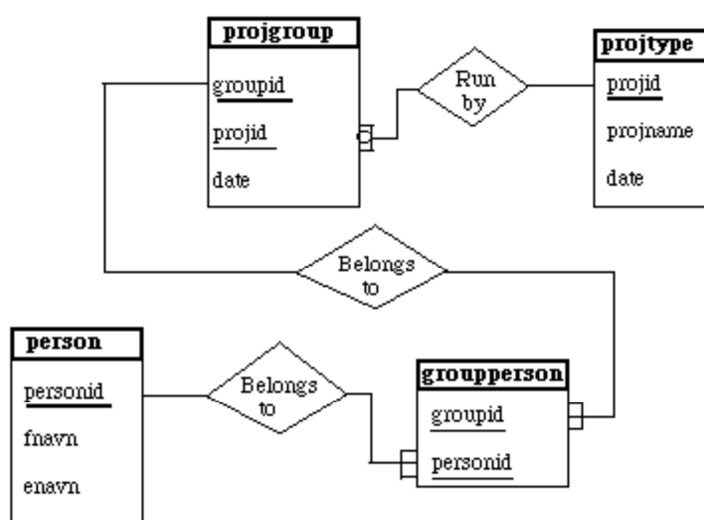 projgroup
groupid
projid
date
Run
by
projtype
projid
projname
date
Belongs
to
person
personid
fnavn
enavn
Belongs
to
groupperson
groupid
personid